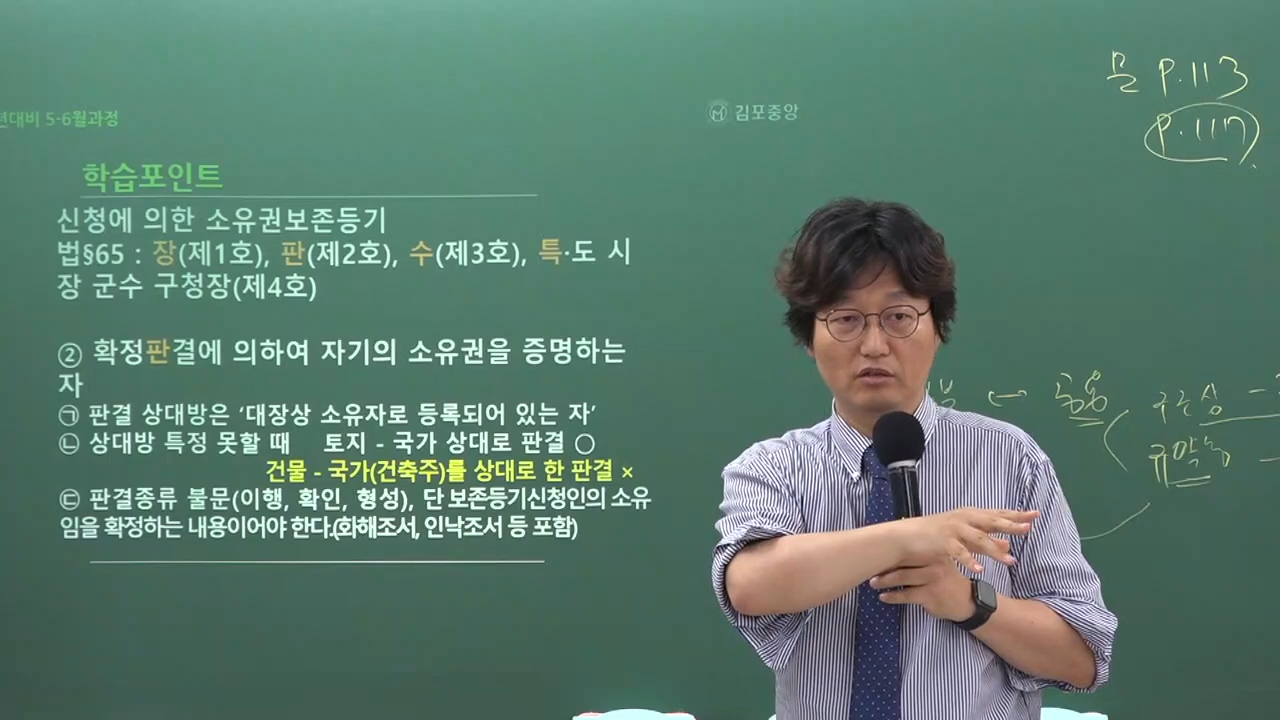 년대비 5-6월과정
김포중앙
문 P.113
P.117
학습포인트
신청에 의한 소유권보존등기
법§65 : 장(제1호), 판(제2호), 수(제3호), 특·도 시
장 군수 구청장(제4호)
② 확정판결에 의하여 자기의 소유권을 증명하는
자
㉠ 판결 상대방은 ‘대장상 소유자로 등록되어 있는 자’
㉡ 상대방 특정 못할 때 토지 - 국가 상대로 판결 ○
건물 - 국가(건축주)를 상대로 한 판결 ×
㉢ 판결종류 불문(이행, 확인, 형성), 단 보존등기신청인의 소유
임을 확정하는 내용이어야 한다.(화해조서, 인낙조서 등 포함)